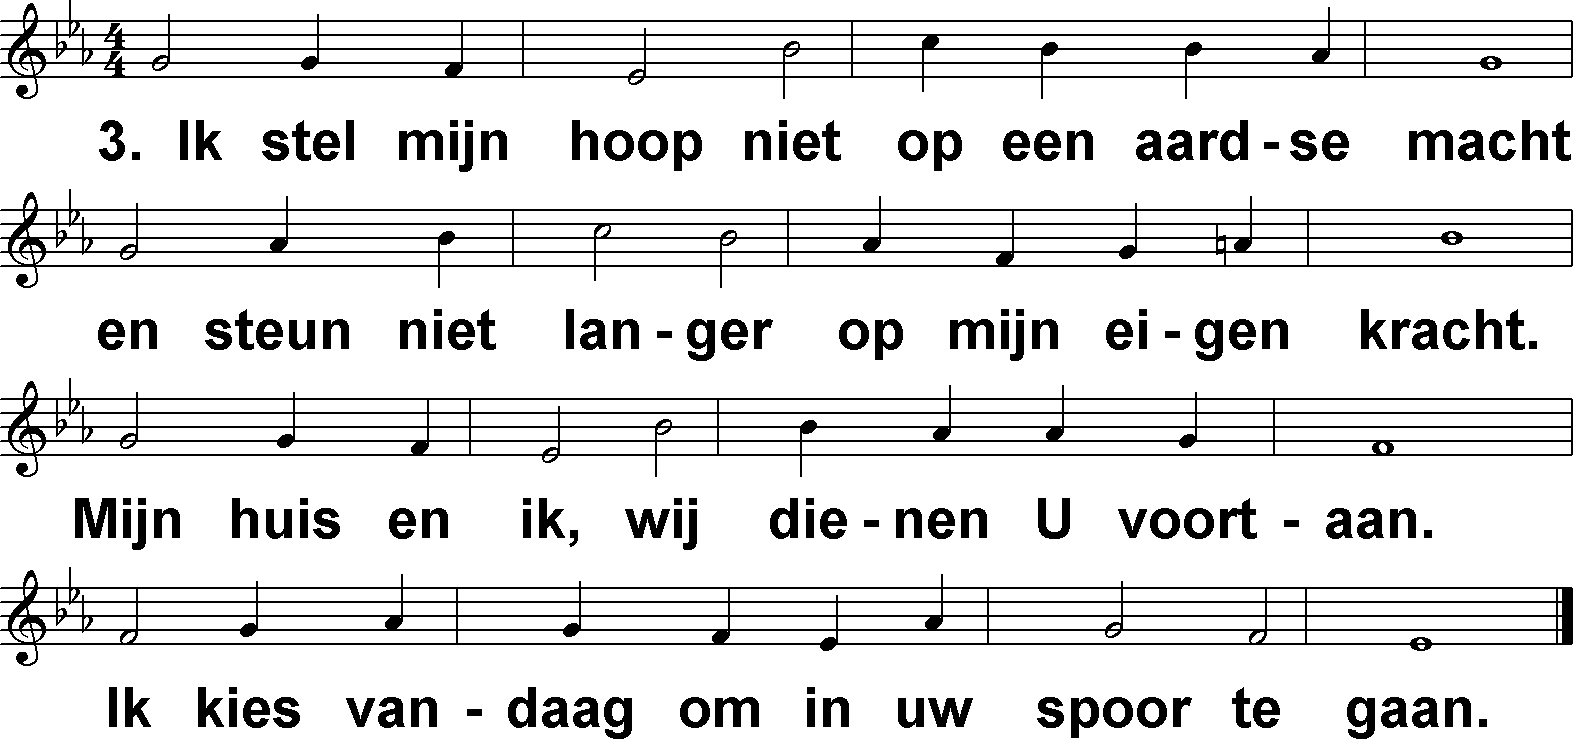 3. Ik stel mijn hoop niet op een aard-se macht
en steun niet lan-ger op mijn ei-gen kracht.
Mijn huis en ik, wij die-nen U voort-aan.
Ik kies van-daag om in uw spoor te gaan.